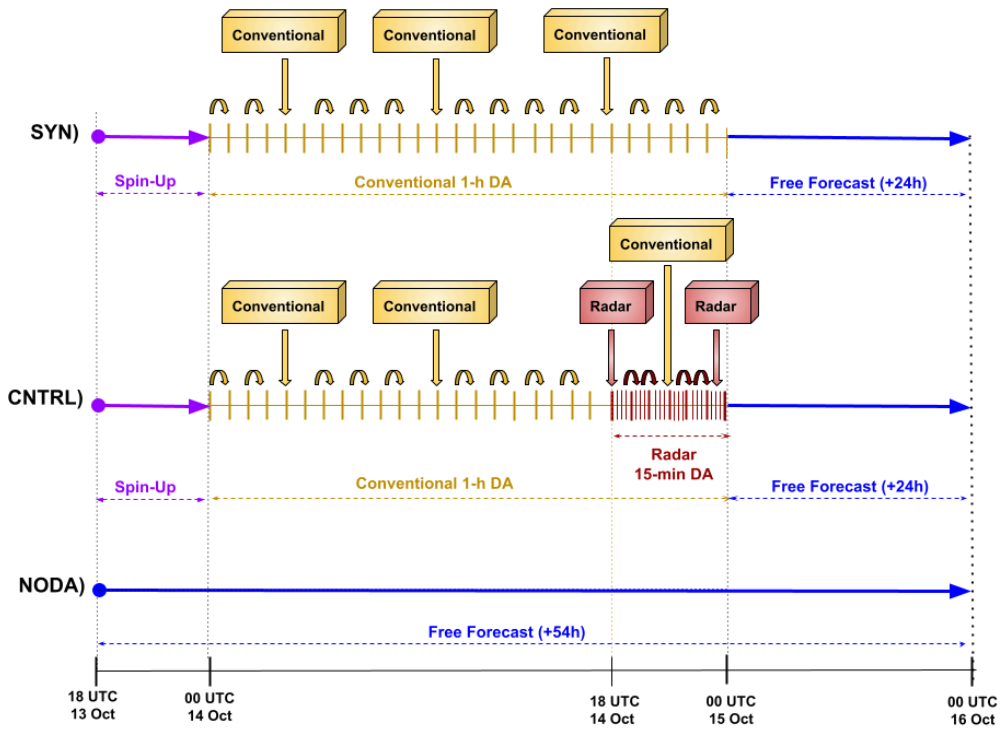 Conventional
Conventional
Conventional
SYN)
Spin-Up
Conventional 1-h DA
Free Forecast (+24h)
Conventional
Conventional
Conventional
Radar
Radar
CNTRL)
Radar
15-min DA
Spin-Up
Conventional 1-h DA
Free Forecast (+24h)
NODA)
Free Forecast (+54h)
18 UTC
13 Oct
00 UTC
14 Oct
18 UTC
14 Oct
00 UTC
15 Oct
00 UTC
16 Oct